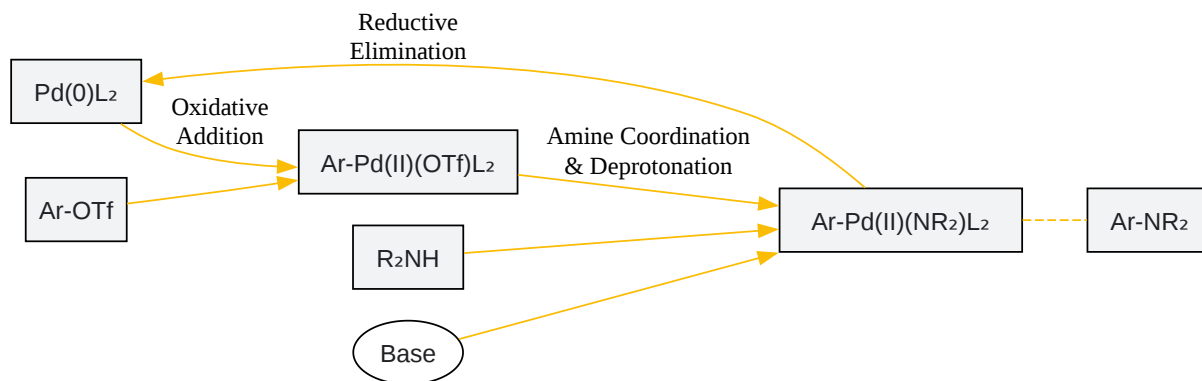 Reductive
Elimination
Pd(0)L₂
Oxidative
Addition
Ar-OTf
Ar-Pd(II)(OTf)L₂
Amine Coordination
& Deprotonation
R₂NH
Base
Ar-Pd(II)(NR₂)L₂
Ar-NR₂